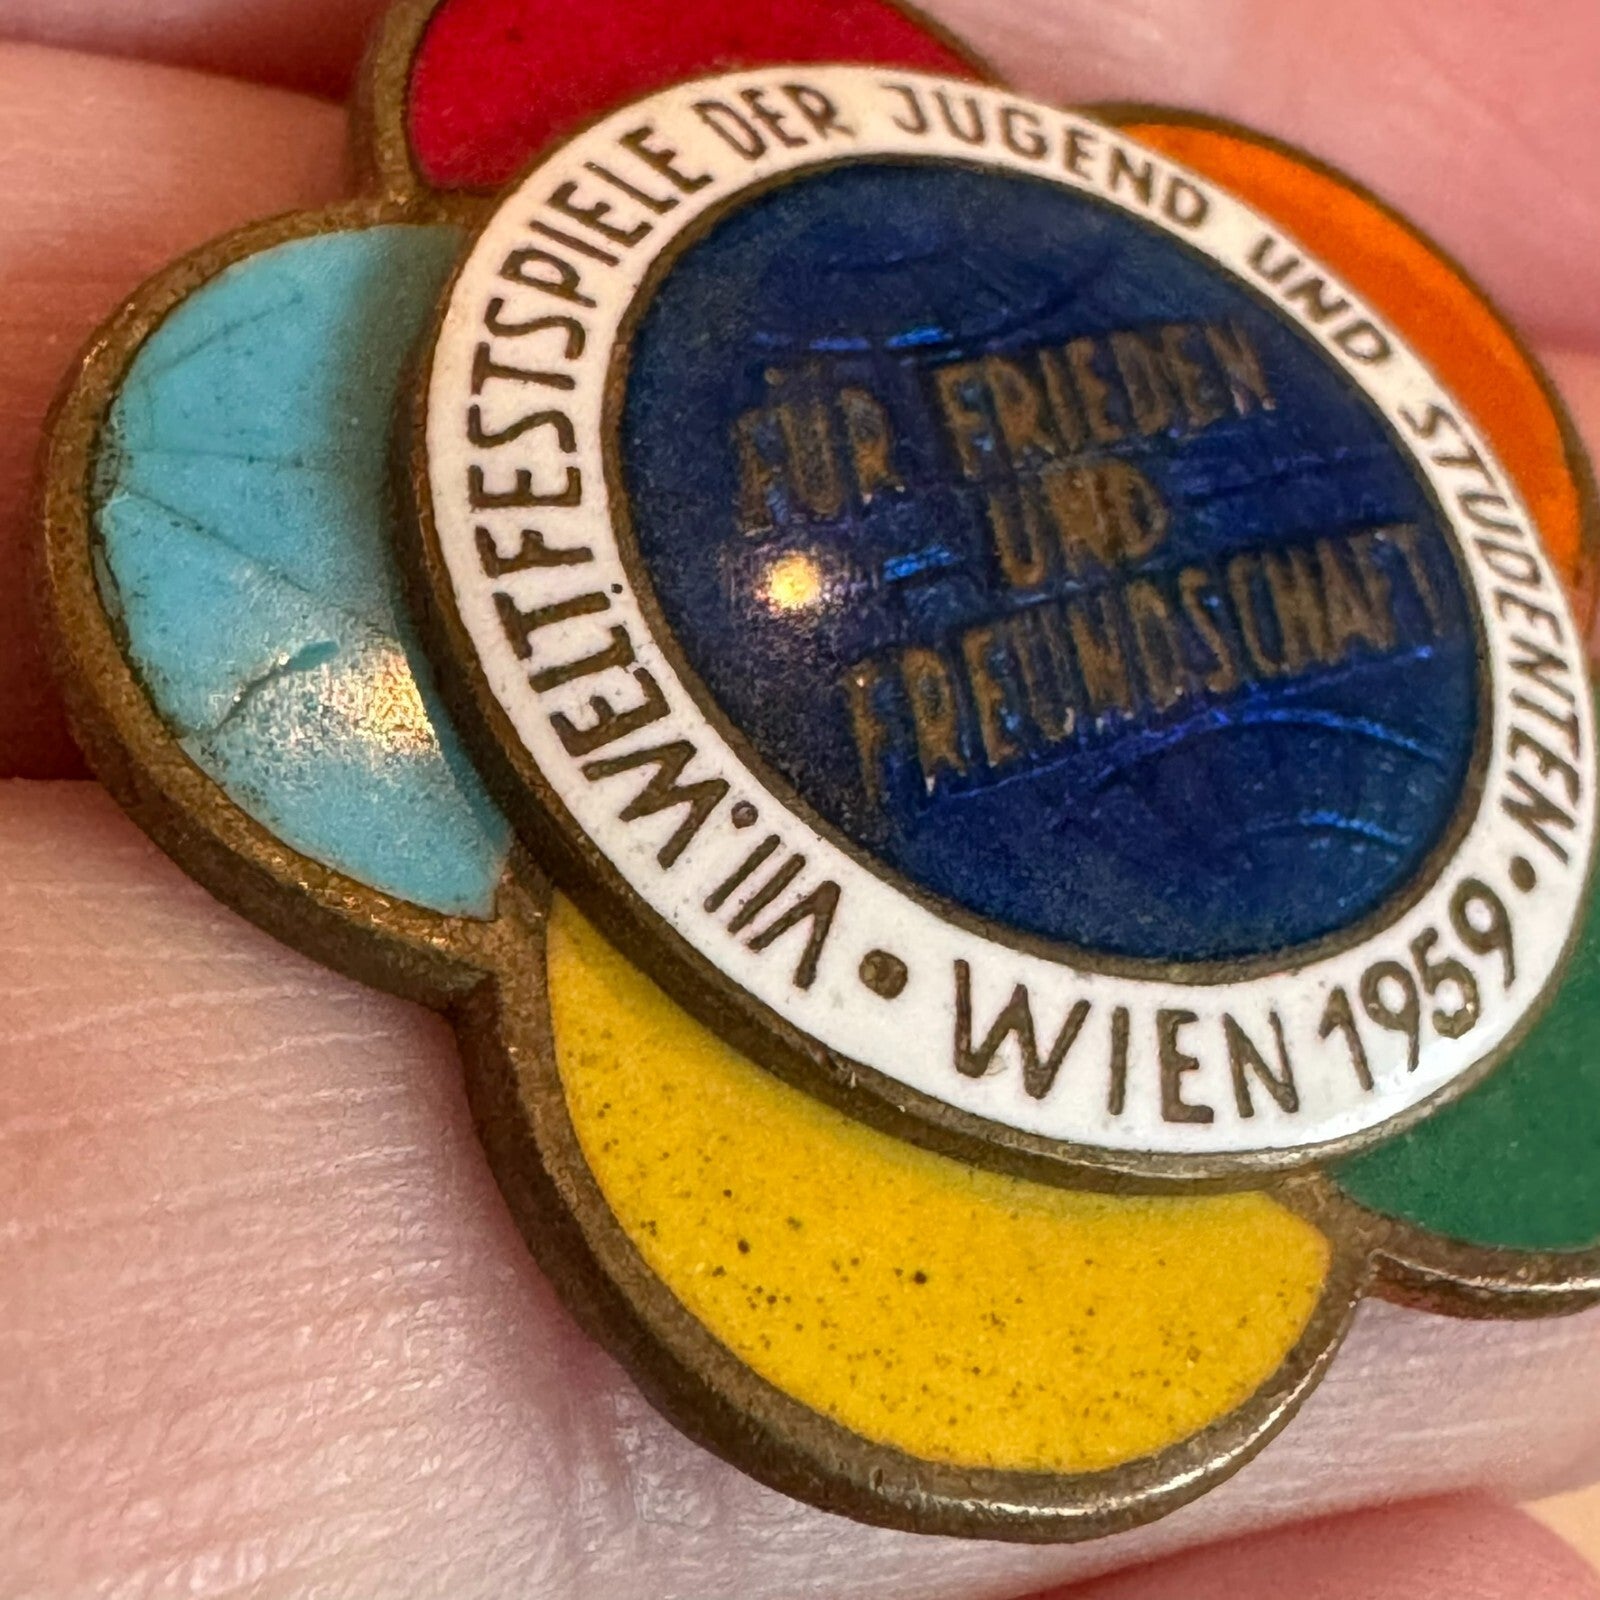 VII. WELTFESTSPIELE DER JUGEND UND STUDENTEN •
WIEN 1959 •
FÜR FRIEDEN
UND
FREUNDSCHAFT